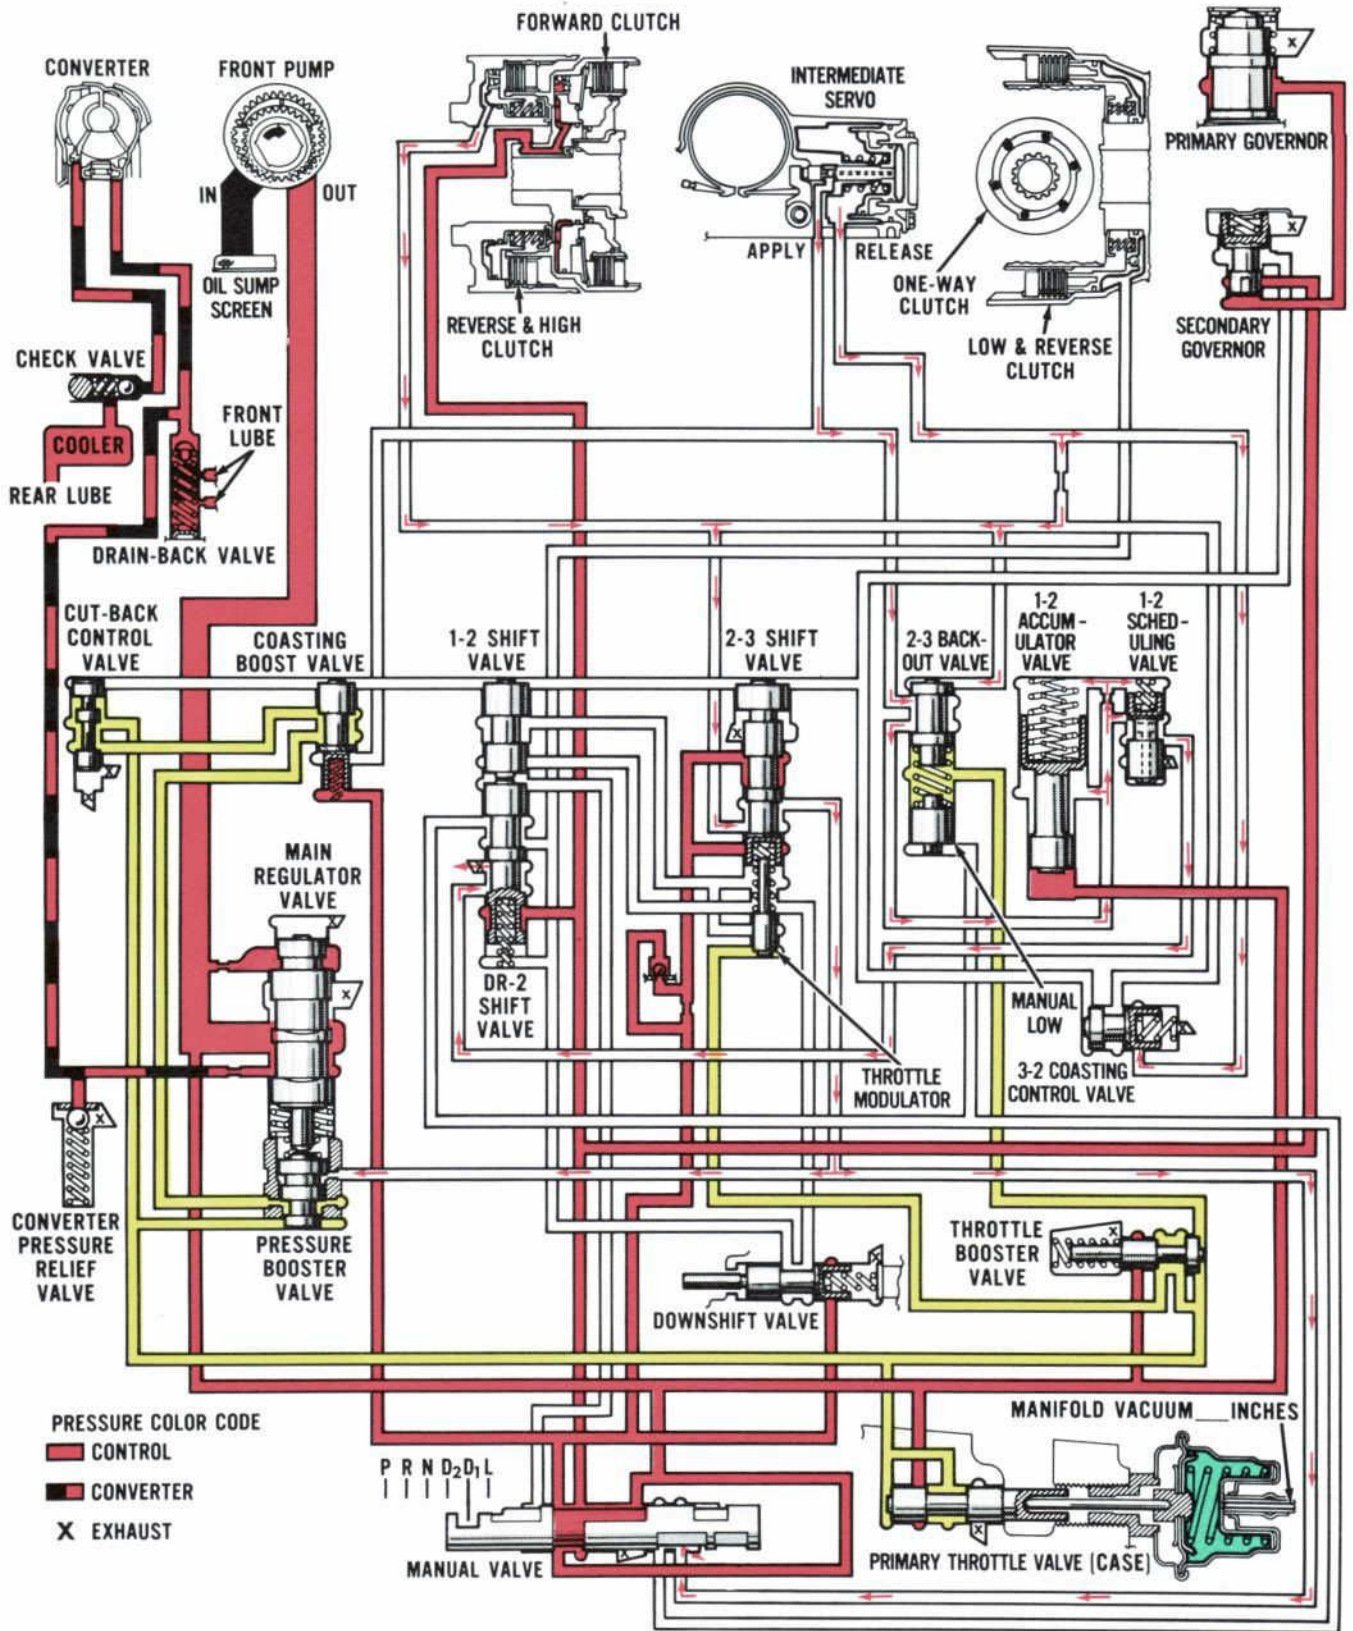 FORWARD CLUTCH
CONVERTER
FRONT PUMP
IN
OUT
OIL SUMP
SCREEN
INTERMEDIATE
SERVO
APPLY
RELEASE
ONE-WAY
CLUTCH
REVERSE & HIGH
CLUTCH
LOW & REVERSE
CLUTCH
X
PRIMARY GOVERNOR
X
SECONDARY
GOVERNOR
CHECK VALVE
COOLER
FRONT
LUBE
REAR LUBE
DRAIN-BACK VALVE
CUT-BACK
CONTROL
VALVE
X
COASTING
BOOST VALVE
1-2 SHIFT
VALVE
2-3 SHIFT
VALVE
X
2-3 BACK-
OUT VALVE
1-2
ACCUM-
ULATOR
VALVE
1-2
SCHED-
ULING
VALVE
MAIN
REGULATOR
VALVE
X
DR-2
SHIFT
VALVE
MANUAL
LOW
THROTTLE
MODULATOR
3-2 COASTING
CONTROL VALVE
X
CONVERTER
PRESSURE
RELIEF
VALVE
PRESSURE
BOOSTER
VALVE
DOWNSHIFT VALVE
THROTTLE
BOOSTER
VALVE
X
MANIFOLD VACUUM___INCHES
PRESSURE COLOR CODE
CONTROL
CONVERTER
X EXHAUST
P R N D2 D1 L
MANUAL VALVE
X
PRIMARY THROTTLE VALVE (CASE)